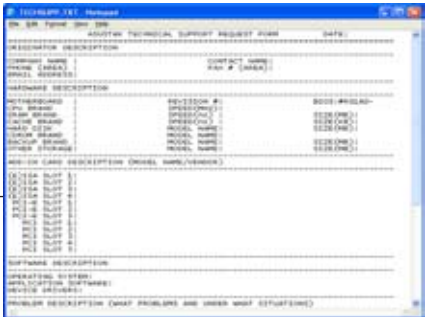 TECHSUPP.TXT - Notepad
File Edit Format View Help
ASUSTEK TECHNICAL SUPPORT REQUEST FORM DATE:
ORIGINATOR DESCRIPTION
COMPANY NAME : CONTACT NAME:
PHONE (AREA) : FAX # (AREA):
EMAIL ADDRESS:
HARDWARE DESCRIPTION
MOTHERBOARD : REVISION #: BIOS:
CPU BRAND : SPEED(MHZ):
DRAM BRAND : SPEED(NS) : SIZE(MB):
CACHE BRAND : SPEED(NS) : SIZE(KB):
HARD DISK : MODEL NAME: SIZE(MB):
CDROM BRAND : MODEL NAME:
BACKUP BRAND : MODEL NAME: SIZE(MB):
OTHER STORAGE: MODEL NAME: SIZE(MB):
ADD-ON CARD DESCRIPTION (MODEL NAME/VENDOR)
(E)ISA SLOT 1:
(E)ISA SLOT 2:
(E)ISA SLOT 3:
(E)ISA SLOT 4:
PCI-E SLOT 1:
PCI-E SLOT 2:
PCI-E SLOT 3:
PCI SLOT 1:
PCI SLOT 2:
PCI SLOT 3:
PCI SLOT 4:
PCI SLOT 5:
SOFTWARE DESCRIPTION
OPERATING SYSTEM:
APPLICATION SOFTWARE:
DEVICE DRIVERS:
PROBLEM DESCRIPTION (WHAT PROBLEMS AND UNDER WHAT SITUATIONS)